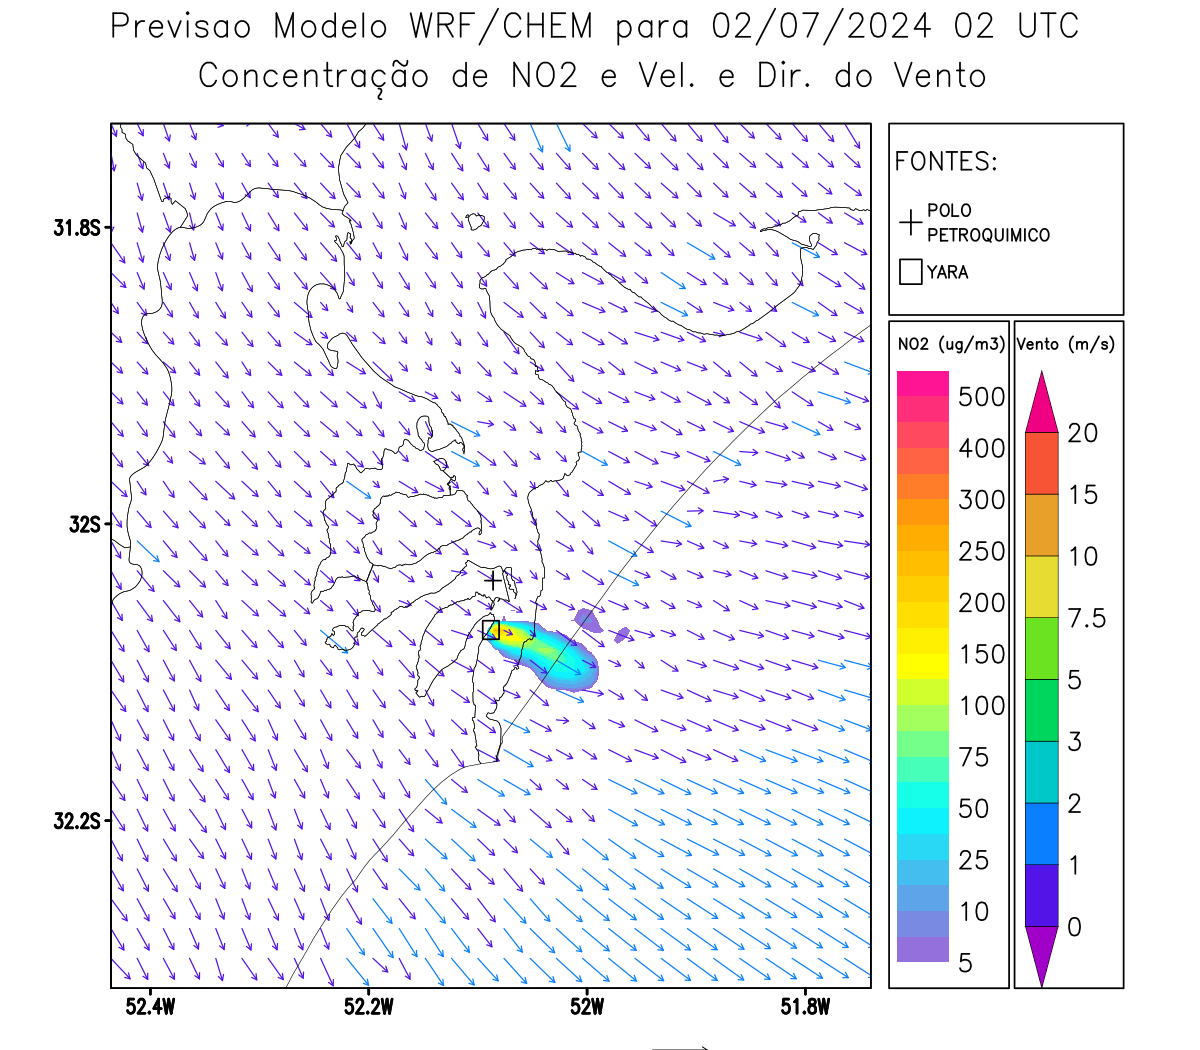 Previsao Modelo WRF/CHEM para 02/07/2024 02 UTC
Concentração de NO2 e Vel. e Dir. do Vento
FONTES:
POLO
PETROQUIMICO
YARA
NO2 (ug/m3)
500
400
300
250
200
150
100
75
50
25
10
5
Vento (m/s)
20
15
10
7.5
5
3
2
1
0
31.8S
32S
32.2S
52.4W
52.2W
52W
51.8W